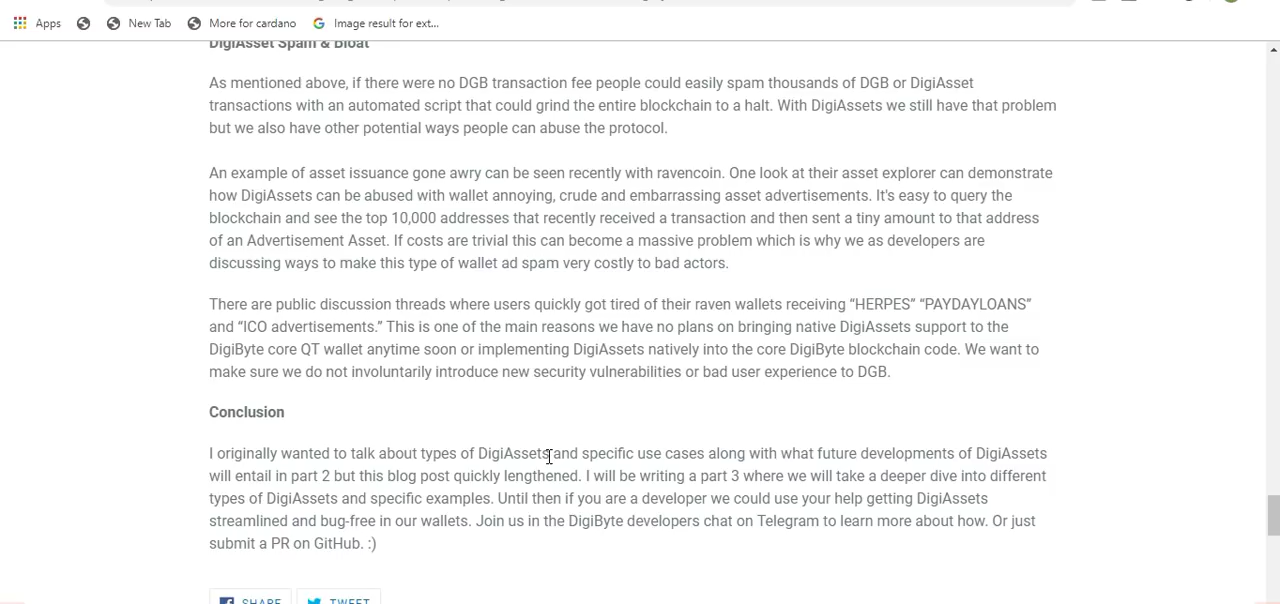 Apps
New Tab
More for cardano
Image result for ext...
DigiAsset Spam & Bloat
As mentioned above, if there were no DGB transaction fee people could easily spam thousands of DGB or DigiAsset
transactions with an automated script that could grind the entire blockchain to a halt. With DigiAssets we still have that problem
but we also have other potential ways people can abuse the protocol.
An example of asset issuance gone awry can be seen recently with ravencoin. One look at their asset explorer can demonstrate
how DigiAssets can be abused with wallet annoying, crude and embarrassing asset advertisements. It's easy to query the
blockchain and see the top 10,000 addresses that recently received a transaction and then sent a tiny amount to that address
of an Advertisement Asset. If costs are trivial this can become a massive problem which is why we as developers are
discussing ways to make this type of wallet ad spam very costly to bad actors.
There are public discussion threads where users quickly got tired of their raven wallets receiving “HERPES” “PAYDAYLOANS”
and “ICO advertisements.” This is one of the main reasons we have no plans on bringing native DigiAssets support to the
DigiByte core QT wallet anytime soon or implementing DigiAssets natively into the core DigiByte blockchain code. We want to
make sure we do not involuntarily introduce new security vulnerabilities or bad user experience to DGB.
Conclusion
I originally wanted to talk about types of DigiAssets and specific use cases along with what future developments of DigiAssets
will entail in part 2 but this blog post quickly lengthened. I will be writing a part 3 where we will take a deeper dive into different
types of DigiAssets and specific examples. Until then if you are a developer we could use your help getting DigiAssets
streamlined and bug-free in our wallets. Join us in the DigiByte developers chat on Telegram to learn more about how. Or just
submit a PR on GitHub. :)
SHARE
TWEET